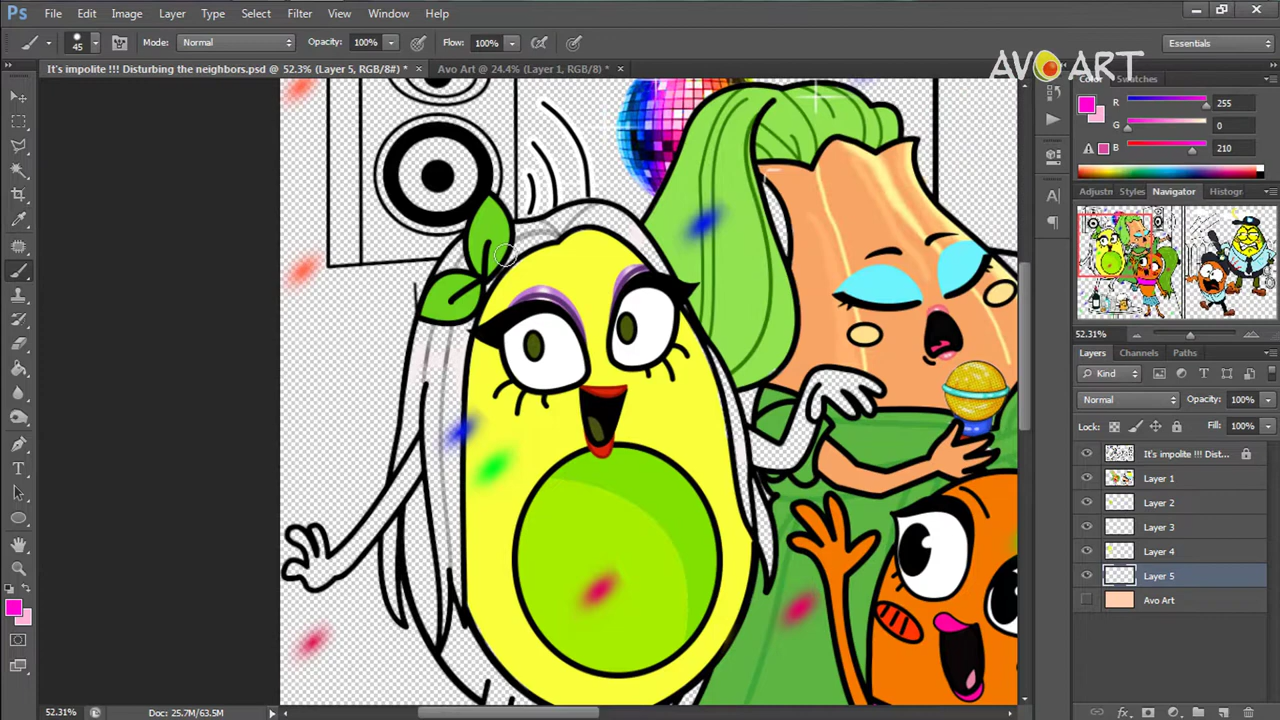 Ps File Edit Image Layer Type Select Filter View Window Help
45 Mode: Normal Opacity: 100% Flow: 100% Essentials
AVO ART
It's impolite !!! Disturbing the neighbors.psd @ 52.3% (Layer 5, RGB/8#) * × Avo Art @ 24.4% (Layer 1, RGB/8) * ×
Color Swatches
R 255
G 0
B 210
Adjustm Styles Navigator Histogr
52.31%
Layers Channels Paths
Kind
Normal Opacity: 100%
Lock: Fill: 100%
It's impolite !!! Dist...
Layer 1
Layer 2
Layer 3
Layer 4
Layer 5
Avo Art
52.31% Doc: 25.7M/63.5M